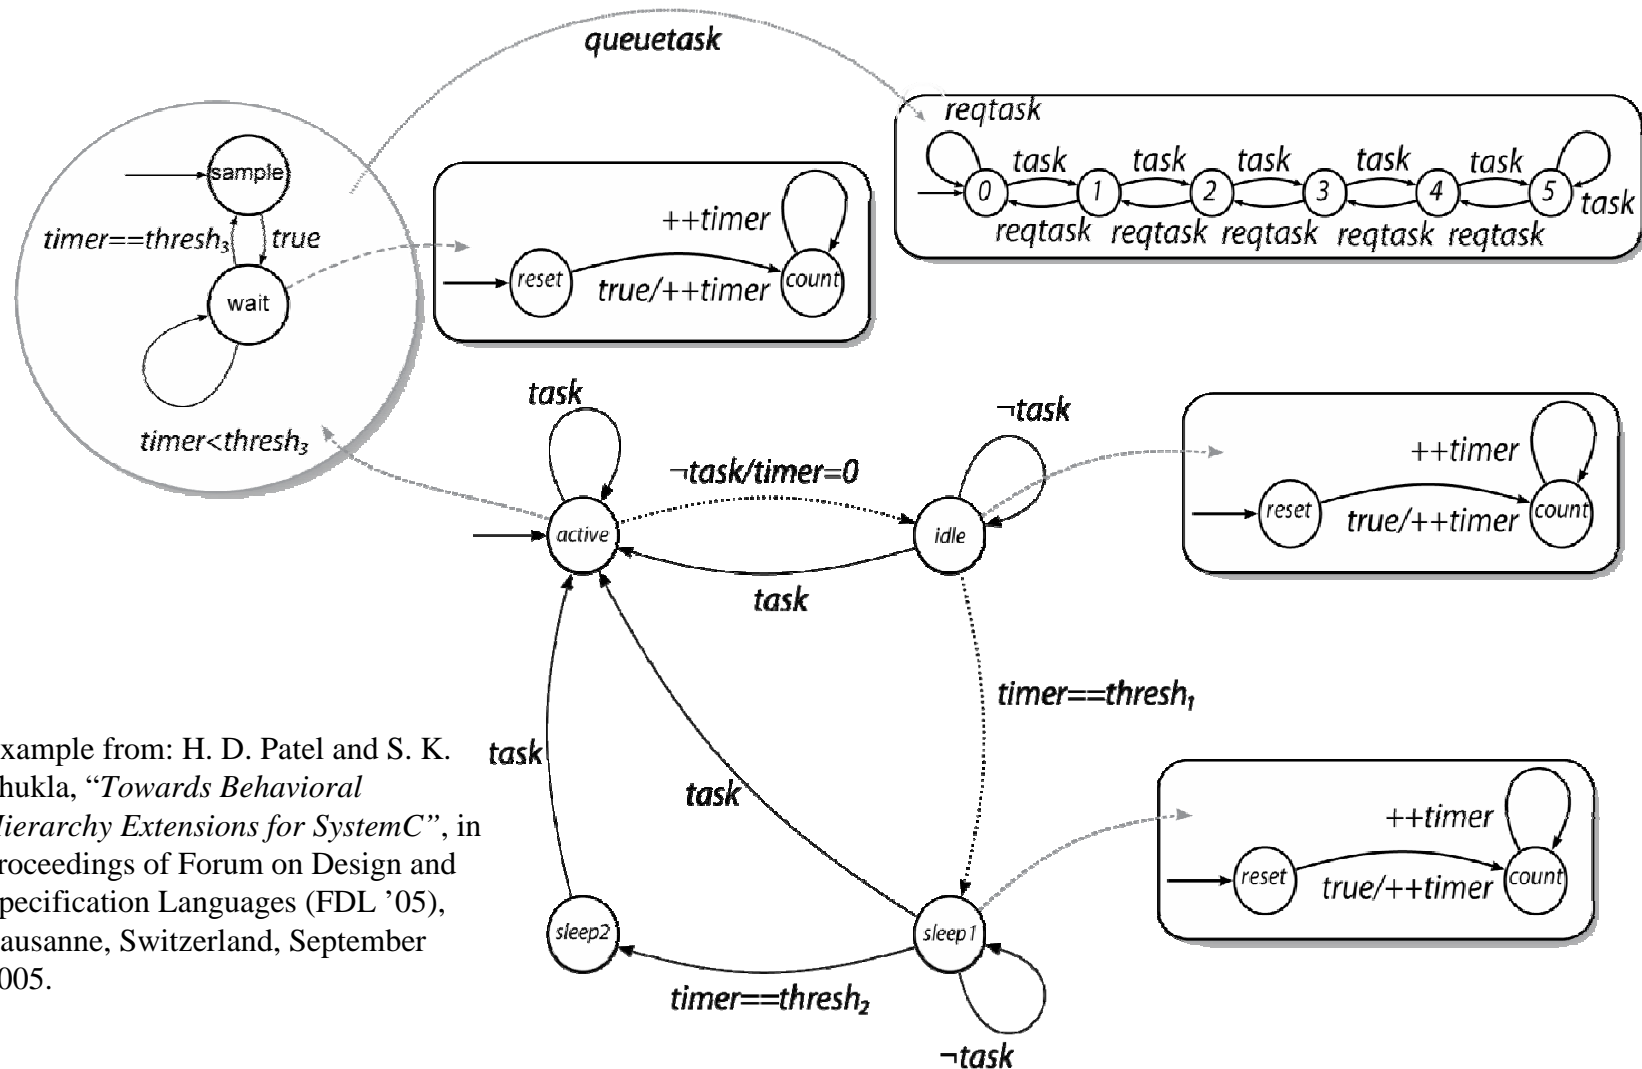 queuetask
sample
timer==thresh₃
true
wait
timer<thresh₃
++timer
reset
true/++timer
count
reqtask
task task task task task
0 1 2 3 4 5
task
reqtask reqtask reqtask reqtask reqtask
task
¬task/timer=0
¬task
active
idle
task
++timer
reset
true/++timer
count
timer==thresh₁
task
task
sleep2
sleep1
timer==thresh₂
¬task
++timer
reset
true/++timer
count
xample from: H. D. Patel and S. K.
hukla, “Towards Behavioral
Hierarchy Extensions for SystemC”, in
roceedings of Forum on Design and
pecification Languages (FDL ’05),
ausanne, Switzerland, September
005.